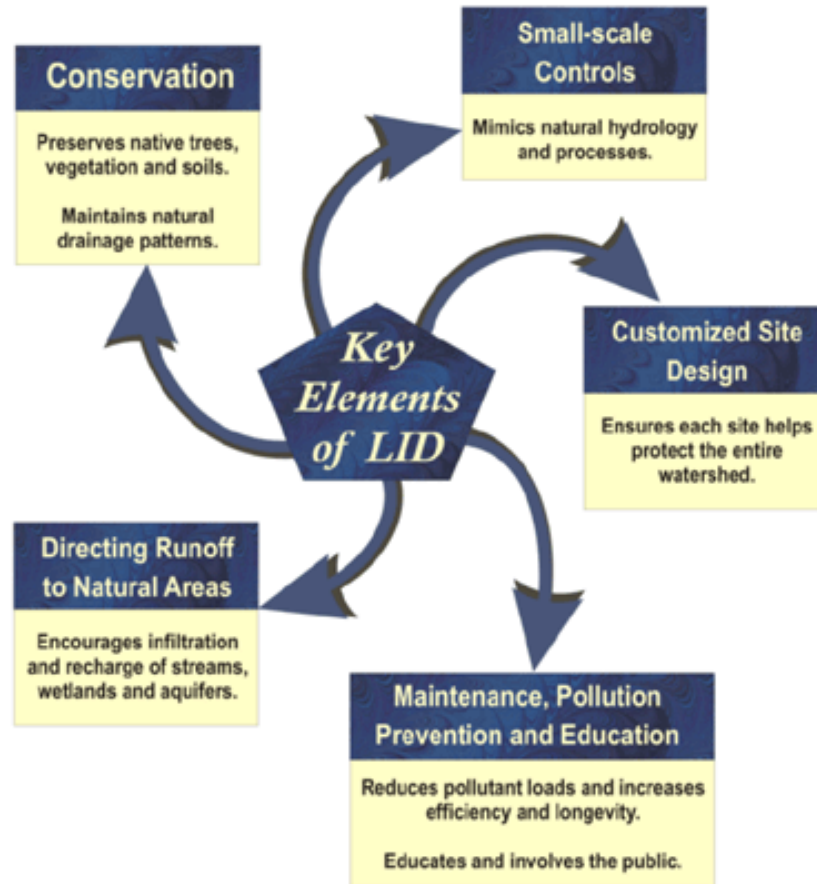 Conservation
Preserves native trees,
vegetation and soils.
Maintains natural
drainage patterns.
Small-scale
Controls
Mimics natural hydrology
and processes.
Key
Elements
of LID
Customized Site
Design
Ensures each site helps
protect the entire
watershed.
Directing Runoff
to Natural Areas
Encourages infiltration
and recharge of streams,
wetlands and aquifers.
Maintenance, Pollution
Prevention and Education
Reduces pollutant loads and increases
efficiency and longevity.
Educates and involves the public.